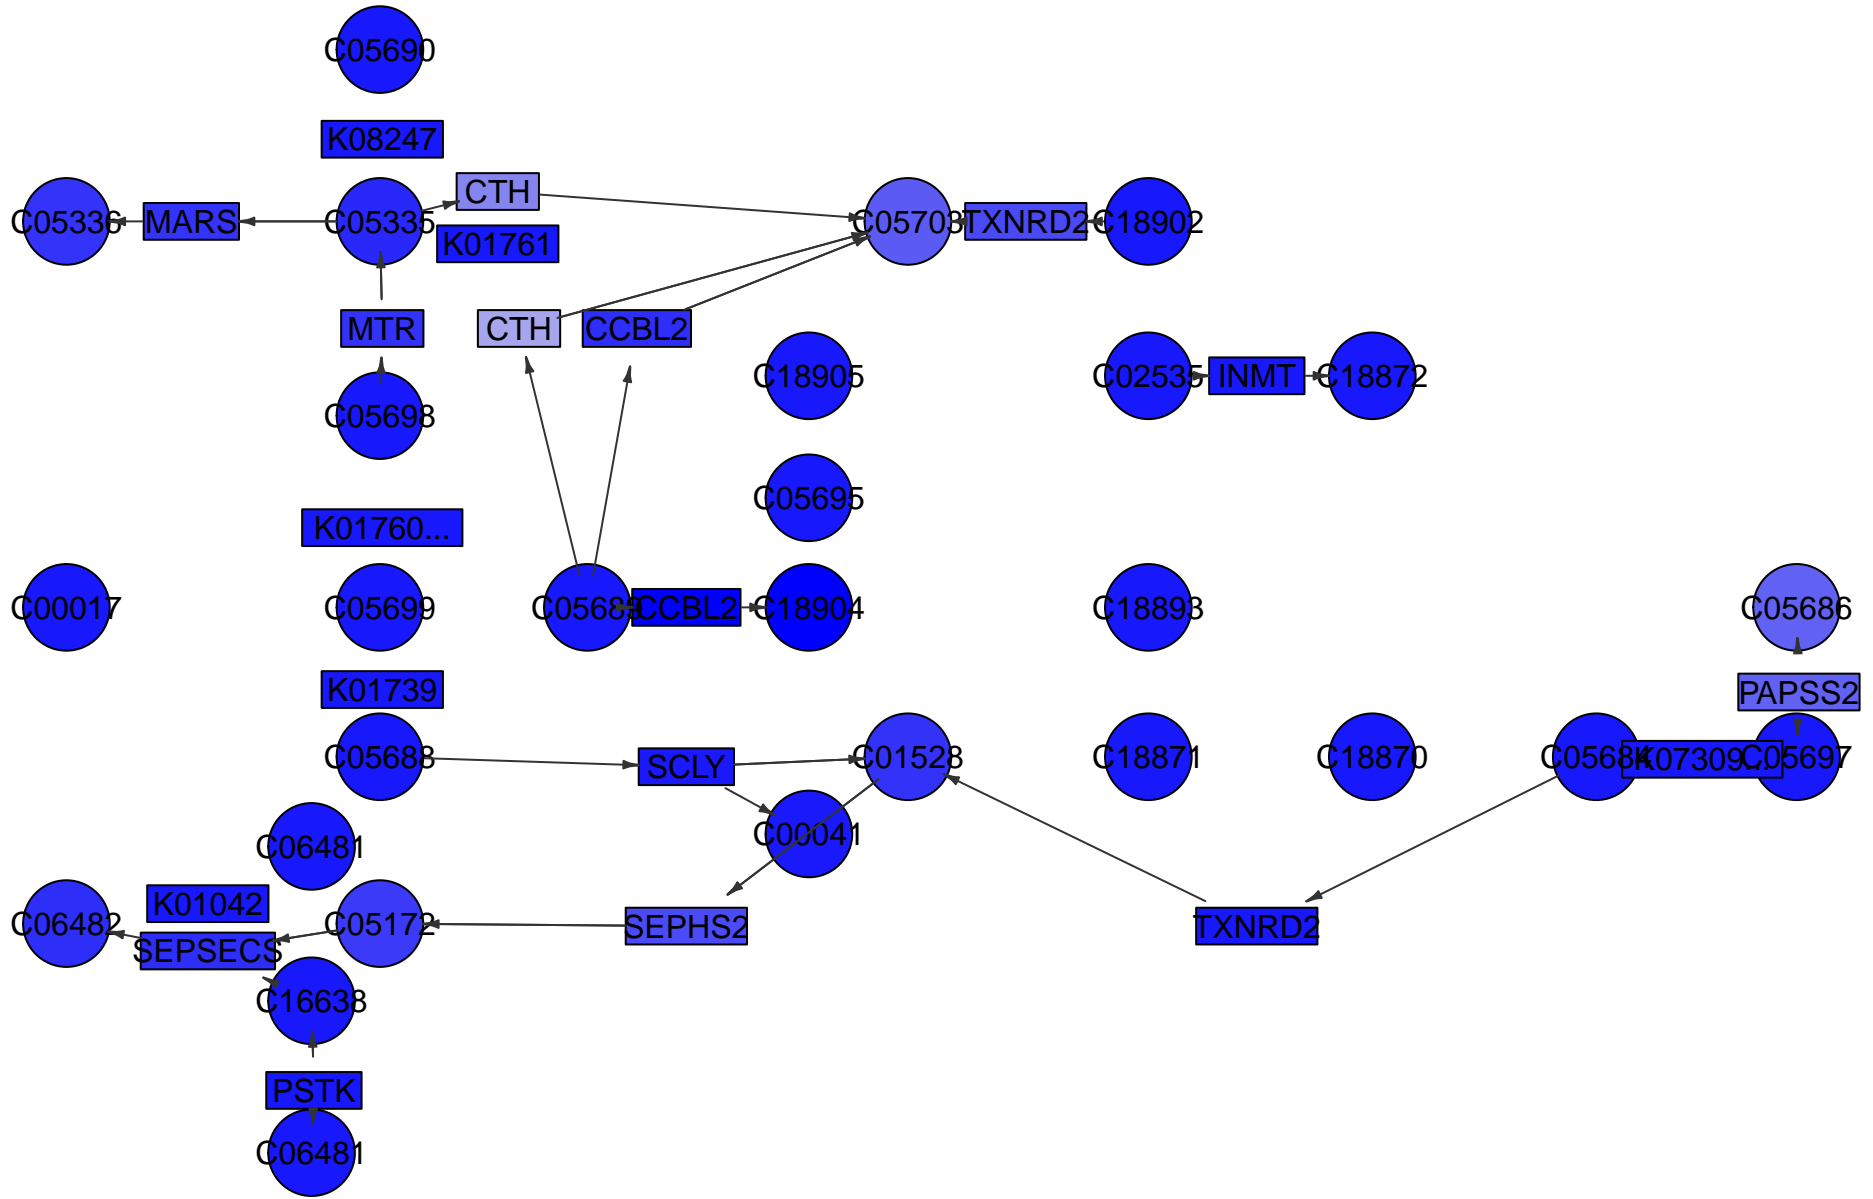 C05690
K08247
CTH
C05336
MARS
C05335
C05703
TXNRD2
C18902
K01761
MTR
CTH
CCBL2
C18905
C02535
INMT
C18872
C05698
C05695
K01760...
C00017
C05699
C05689
CCBL2
C18904
C18893
C05686
K01739
PAPSS2
C05688
SCLY
C01528
C18871
C18870
C05684
K07309...
C05697
C00041
C06481
K01042
C06482
C05172
SEPHS2
TXNRD2
SEPSECS
C16638
PSTK
C06481